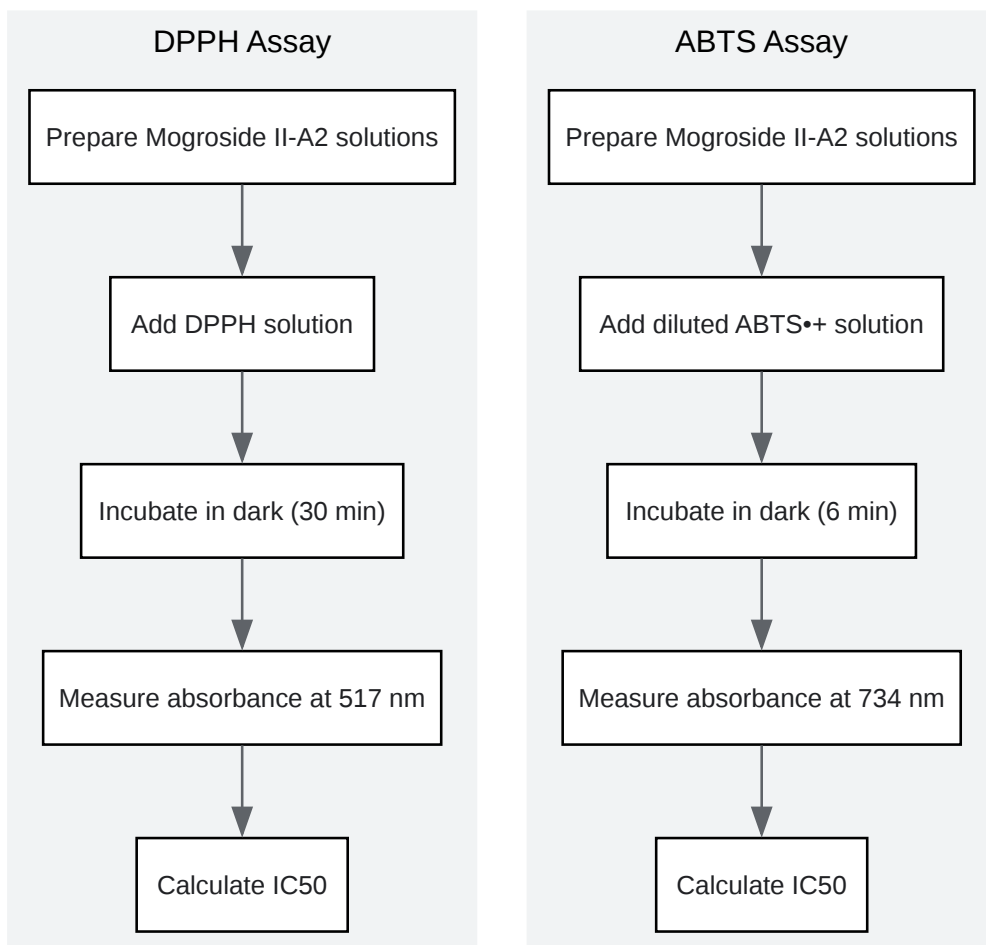 DPPH Assay
Prepare Mogroside II-A2 solutions
Add DPPH solution
Incubate in dark (30 min)
Measure absorbance at 517 nm
Calculate IC50
ABTS Assay
Prepare Mogroside II-A2 solutions
Add diluted ABTS•+ solution
Incubate in dark (6 min)
Measure absorbance at 734 nm
Calculate IC50